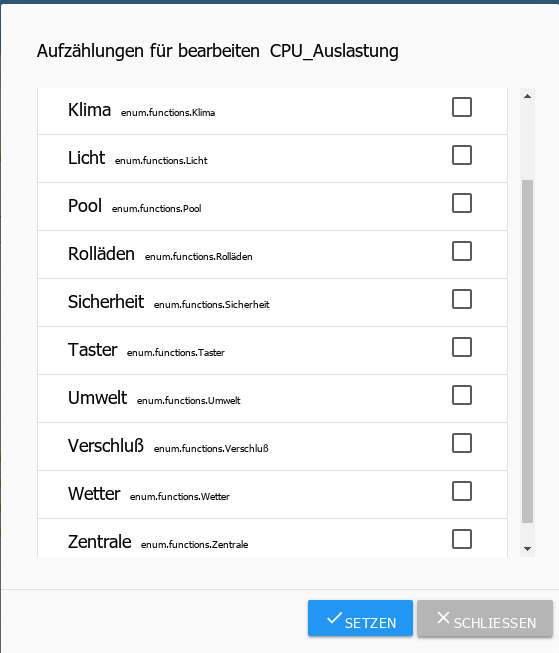 Aufzählungen für bearbeiten CPU_Auslastung
Klima enum.functions.Klima
Licht enum.functions.Licht
Pool enum.functions.Pool
Rolläden enum.functions.Rolläden
Sicherheit enum.functions.Sicherheit
Taster enum.functions.Taster
Umwelt enum.functions.Umwelt
Verschluß enum.functions.Verschluß
Wetter enum.functions.Wetter
Zentrale enum.functions.Zentrale
SETZEN SCHLIESSEN